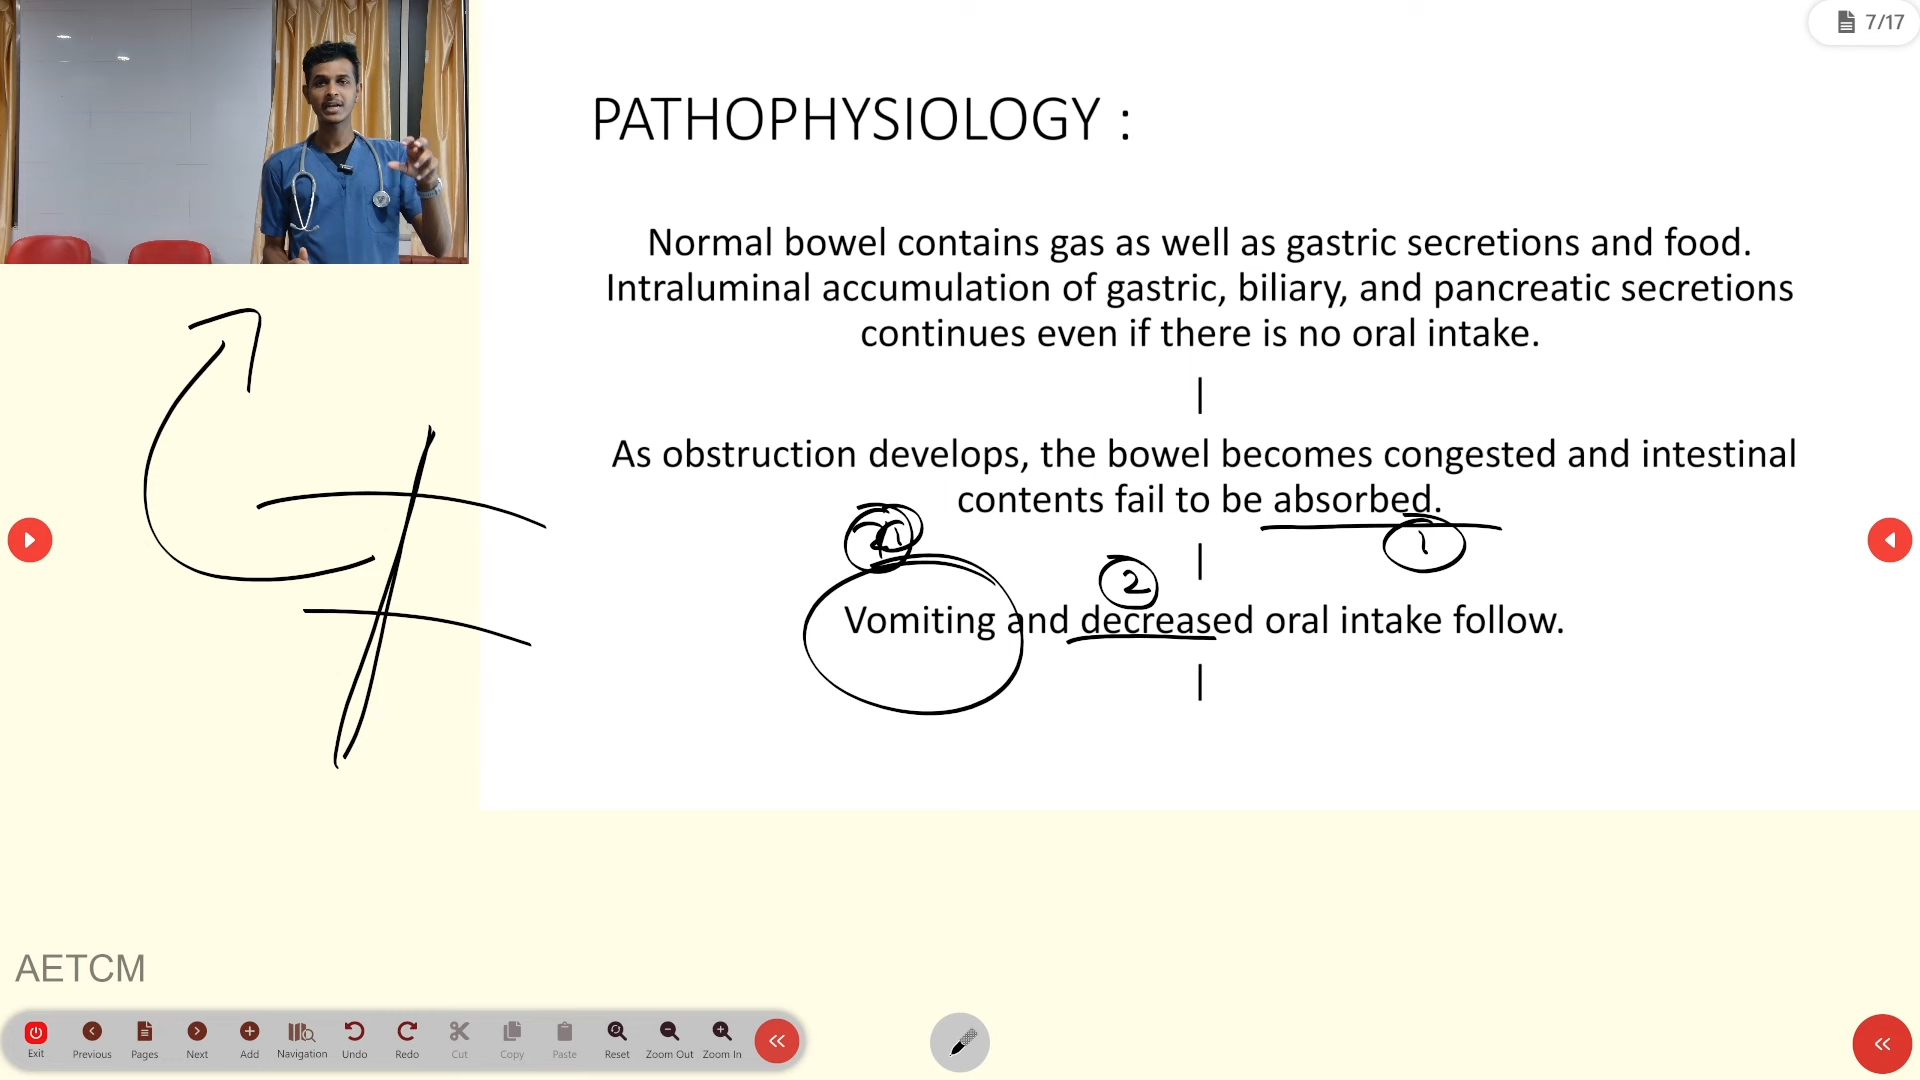 7/17
PATHOPHYSIOLOGY :
Normal bowel contains gas as well as gastric secretions and food.
Intraluminal accumulation of gastric, biliary, and pancreatic secretions
continues even if there is no oral intake.
As obstruction develops, the bowel becomes congested and intestinal
contents fail to be absorbed.
1
2
Vomiting and decreased oral intake follow.
AETCM
Exit Previous Pages Next Add Navigation Undo Redo Cut Copy Paste Reset Zoom Out Zoom In